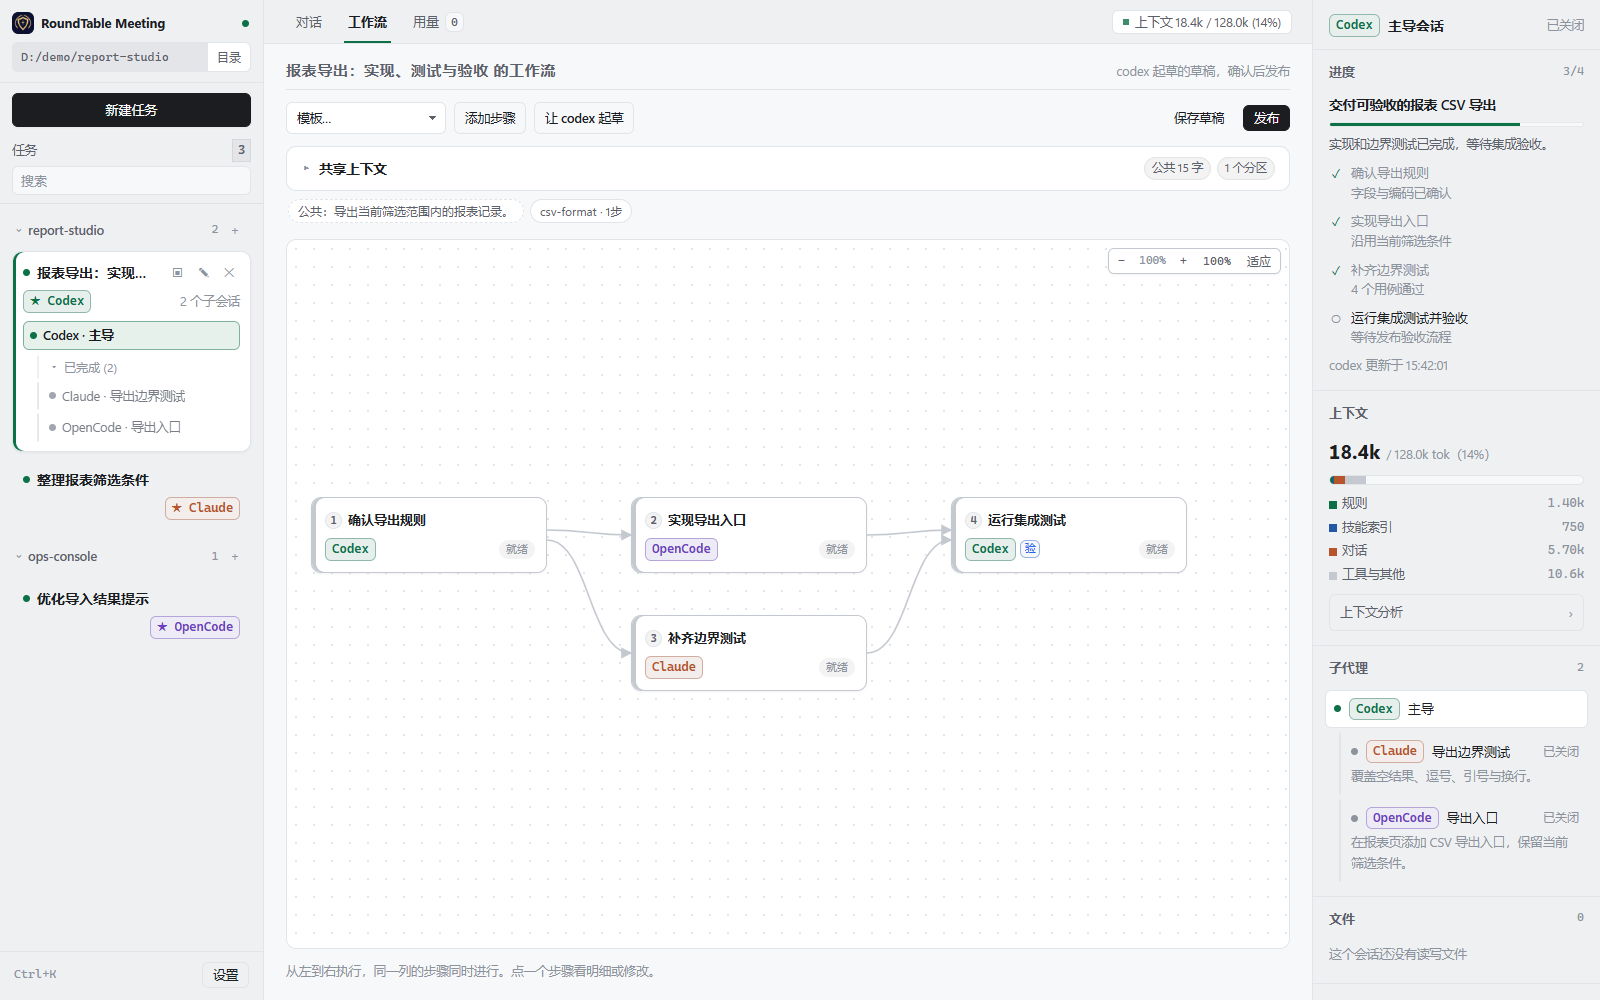 RoundTable Meeting
D:/demo/report-studio 目录
新建任务
任务 3
搜索
report-studio 2 +
报表导出：实现...
★ Codex 2 个子会话
Codex · 主导
已完成 (2)
Claude · 导出边界测试
OpenCode · 导出入口
整理报表筛选条件
★ Claude
ops-console 1 +
优化导入结果提示
★ OpenCode
Ctrl+K 设置
对话 工作流 用量 0 上下文 18.4k / 128.0k (14%)
报表导出：实现、测试与验收 的工作流 codex 起草的草稿，确认后发布
模板... 添加步骤 让 codex 起草 保存草稿 发布
共享上下文 公共 15 字 1 个分区
公共：导出当前筛选范围内的报表记录。 csv-format · 1步
− 100% + 100% 适应
1 确认导出规则
Codex 就绪
2 实现导出入口
OpenCode 就绪
3 补齐边界测试
Claude 就绪
4 运行集成测试
Codex 验 就绪
从左到右执行，同一列的步骤同时进行。点一个步骤看明细或修改。
Codex 主导会话 已关闭
进度 3/4
交付可验收的报表 CSV 导出
实现和边界测试已完成，等待集成验收。
✓ 确认导出规则
字段与编码已确认
✓ 实现导出入口
沿用当前筛选条件
✓ 补齐边界测试
4 个用例通过
运行集成测试并验收
等待发布验收流程
codex 更新于 15:42:01
上下文
18.4k / 128.0k tok (14%)
规则 1.40k
技能索引 750
对话 5.70k
工具与其他 10.6k
上下文分析 ›
子代理 2
Codex 主导
Claude 导出边界测试 已关闭
覆盖空结果、逗号、引号与换行。
OpenCode 导出入口 已关闭
在报表页添加 CSV 导出入口，保留当前
筛选条件。
文件 0
这个会话还没有读写文件